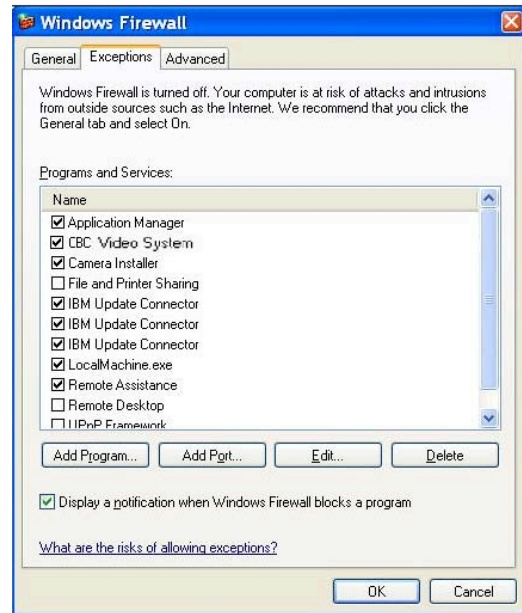 Windows Firewall
General Exceptions Advanced
Windows Firewall is turned off. Your computer is at risk of attacks and intrusions
from outside sources such as the Internet. We recommend that you click the
General tab and select On.
Programs and Services:
Name
Application Manager
CBC Video System
Camera Installer
File and Printer Sharing
IBM Update Connector
IBM Update Connector
IBM Update Connector
LocalMachine.exe
Remote Assistance
Remote Desktop
UPnP Framework
Add Program... Add Port... Edit... Delete
Display a notification when Windows Firewall blocks a program
What are the risks of allowing exceptions?
OK Cancel